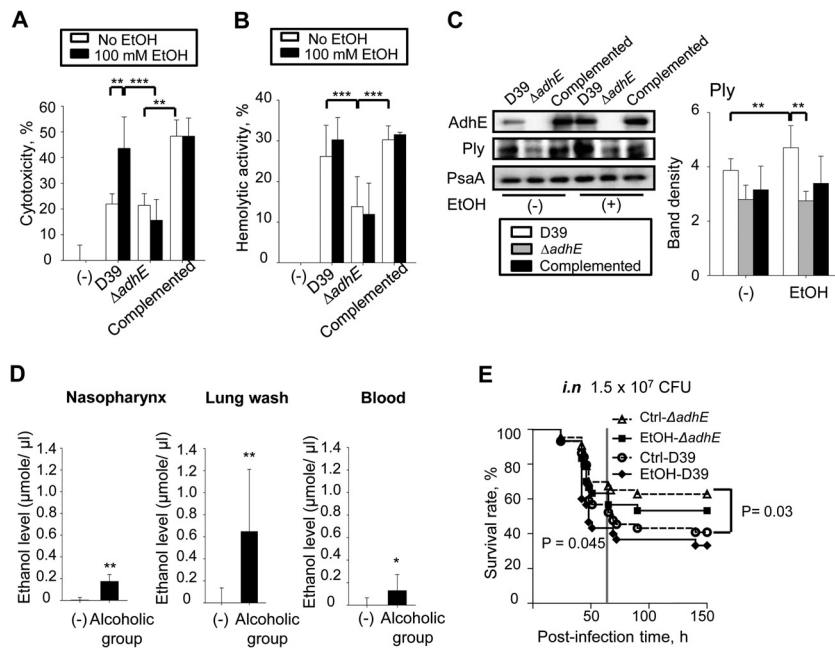 A
No EtOH
100 mM EtOH
** ***
**
Cytotoxicity, %
60
50
40
30
20
10
0
(-)
D39
ΔadhE
Complemented
B
No EtOH
100 mM EtOH
*** ***
Hemolytic activity, %
40
30
20
10
0
(-)
D39
ΔadhE
Complemented
C
D39
ΔadhE
Complemented
D39
ΔadhE
Complemented
AdhE
Ply
PsaA
EtOH (-) (+)
D39
ΔadhE
Complemented
Ply
** **
Band density
6
4
2
0
(-) EtOH
D
Nasopharynx
Ethanol level (μmole/ μl)
1.4
1.2
1.0
0.8
0.6
0.4
0.2
0
**
(-) Alcoholic
group
Lung wash
Ethanol level (μmole/ μl)
1.4
1.2
1.0
0.8
0.6
0.4
0.2
0
**
(-) Alcoholic
group
Blood
Ethanol level (μmole/ μl)
1.4
1.2
1.0
0.8
0.6
0.4
0.2
0
*
(-) Alcoholic
group
E
i.n 1.5 x 10⁷ CFU
Ctrl-ΔadhE
EtOH-ΔadhE
Ctrl-D39
EtOH-D39
Survival rate, %
100
80
60
40
20
0
P = 0.045
P= 0.03
50 100 150
Post-infection time, h